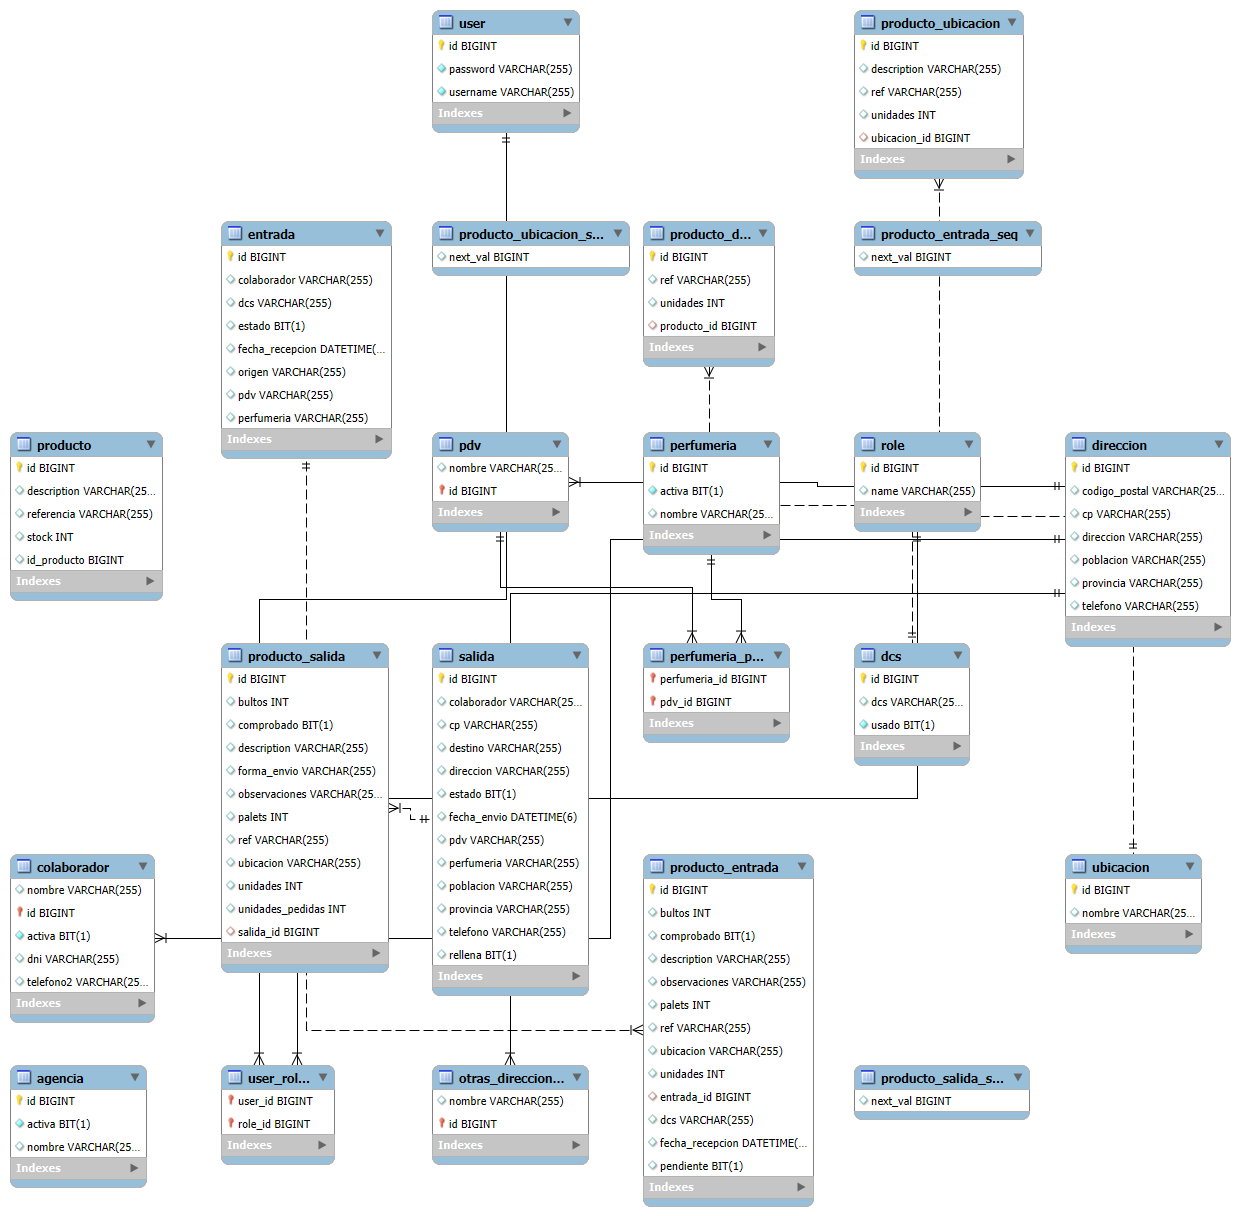 user
id BIGINT
password VARCHAR(255)
username VARCHAR(255)
Indexes
producto_ubicacion
id BIGINT
description VARCHAR(255)
ref VARCHAR(255)
unidades INT
ubicacion_id BIGINT
Indexes
entrada
id BIGINT
colaborador VARCHAR(255)
dcs VARCHAR(255)
estado BIT(1)
fecha_recepcion DATETIME(...
origen VARCHAR(255)
pdv VARCHAR(255)
perfumeria VARCHAR(255)
Indexes
producto_ubicacion_s...
next_val BIGINT
producto_d...
id BIGINT
ref VARCHAR(255)
unidades INT
producto_id BIGINT
Indexes
producto_entrada_seq
next_val BIGINT
producto
id BIGINT
description VARCHAR(25...
referencia VARCHAR(255)
stock INT
id_producto BIGINT
Indexes
pdv
nombre VARCHAR(25...
id BIGINT
Indexes
perfumeria
id BIGINT
activa BIT(1)
nombre VARCHAR(25...
Indexes
role
id BIGINT
name VARCHAR(255)
Indexes
direccion
id BIGINT
codigo_postal VARCHAR(25...
cp VARCHAR(255)
direccion VARCHAR(255)
poblacion VARCHAR(255)
provincia VARCHAR(255)
telefono VARCHAR(255)
Indexes
producto_salida
id BIGINT
bultos INT
comprobado BIT(1)
description VARCHAR(255)
forma_envio VARCHAR(255)
observaciones VARCHAR(25...
palets INT
ref VARCHAR(255)
ubicacion VARCHAR(255)
unidades INT
unidades_pedidas INT
salida_id BIGINT
Indexes
salida
id BIGINT
colaborador VARCHAR(25...
cp VARCHAR(255)
destino VARCHAR(255)
direccion VARCHAR(255)
estado BIT(1)
fecha_envio DATETIME(6)
pdv VARCHAR(255)
perfumeria VARCHAR(255)
poblacion VARCHAR(255)
provincia VARCHAR(255)
telefono VARCHAR(255)
rellena BIT(1)
Indexes
perfumeria_p...
perfumeria_id BIGINT
pdv_id BIGINT
Indexes
dcs
id BIGINT
dcs VARCHAR(25...
usado BIT(1)
Indexes
colaborador
nombre VARCHAR(255)
id BIGINT
activa BIT(1)
dni VARCHAR(255)
telefono2 VARCHAR(25...
Indexes
producto_entrada
id BIGINT
bultos INT
comprobado BIT(1)
description VARCHAR(255)
observaciones VARCHAR(255)
palets INT
ref VARCHAR(255)
ubicacion VARCHAR(255)
unidades INT
entrada_id BIGINT
dcs VARCHAR(255)
fecha_recepcion DATETIME(...
pendiente BIT(1)
Indexes
ubicacion
id BIGINT
nombre VARCHAR(25...
Indexes
agencia
id BIGINT
activa BIT(1)
nombre VARCHAR(25...
Indexes
user_rol...
user_id BIGINT
role_id BIGINT
Indexes
otras_direccion...
nombre VARCHAR(255)
id BIGINT
Indexes
producto_salida_s...
next_val BIGINT